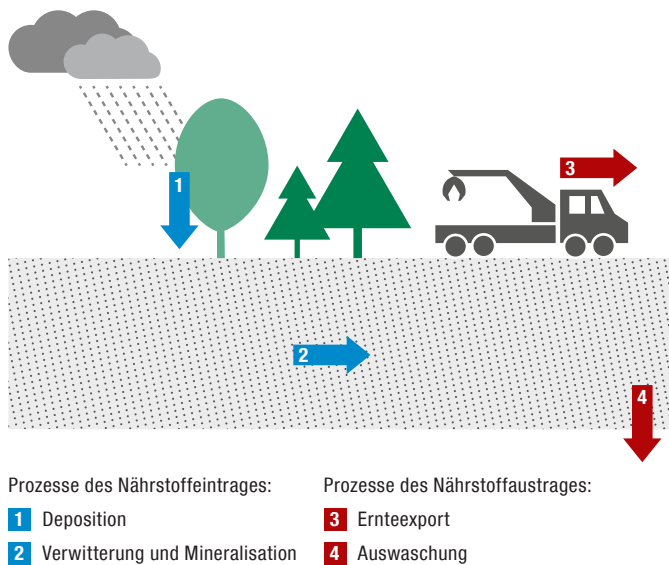 1
3
2
4
Prozesse des Nährstoffeintrages:
1 Deposition
2 Verwitterung und Mineralisation
Prozesse des Nährstoffaustrages:
3 Ernteexport
4 Auswaschung